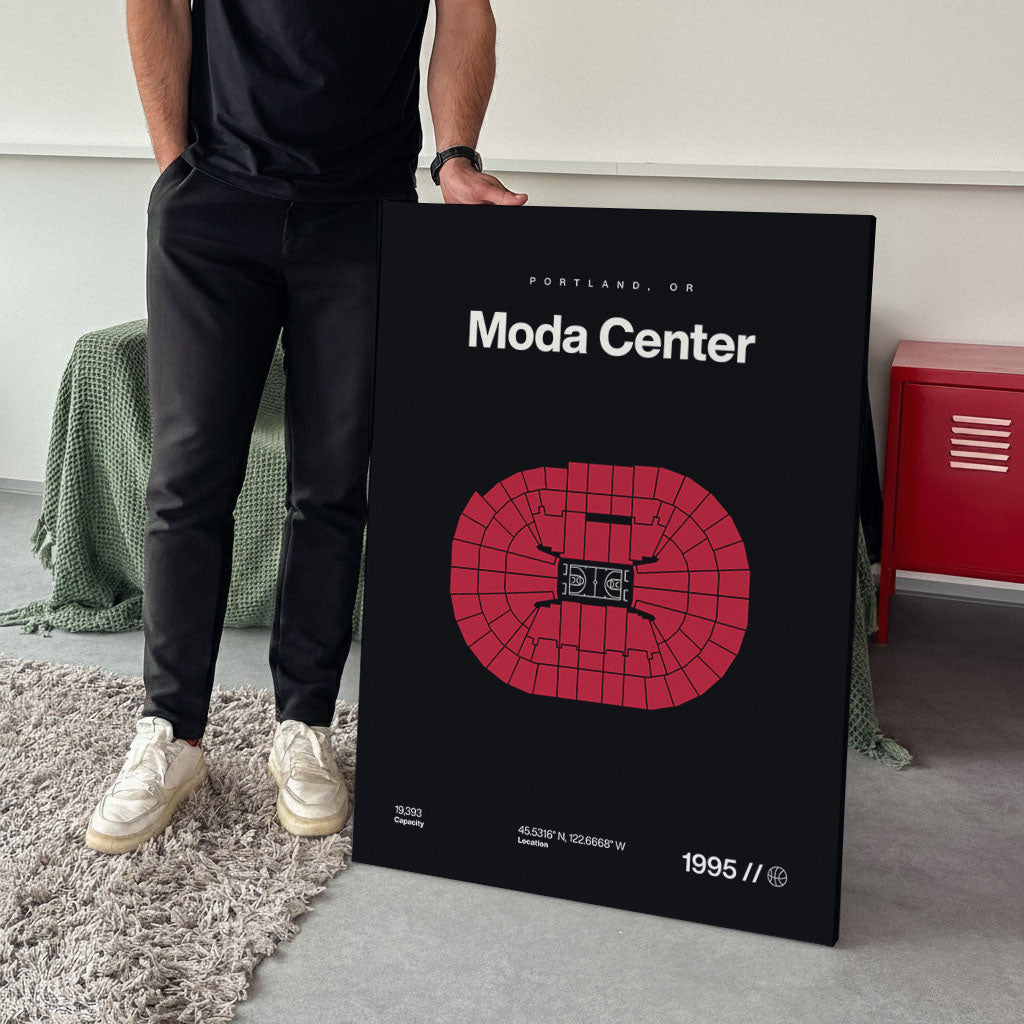 PORTLAND, OR
Moda Center
19,393
Capacity
45.5316° N, 122.6668° W
Location
1995 //